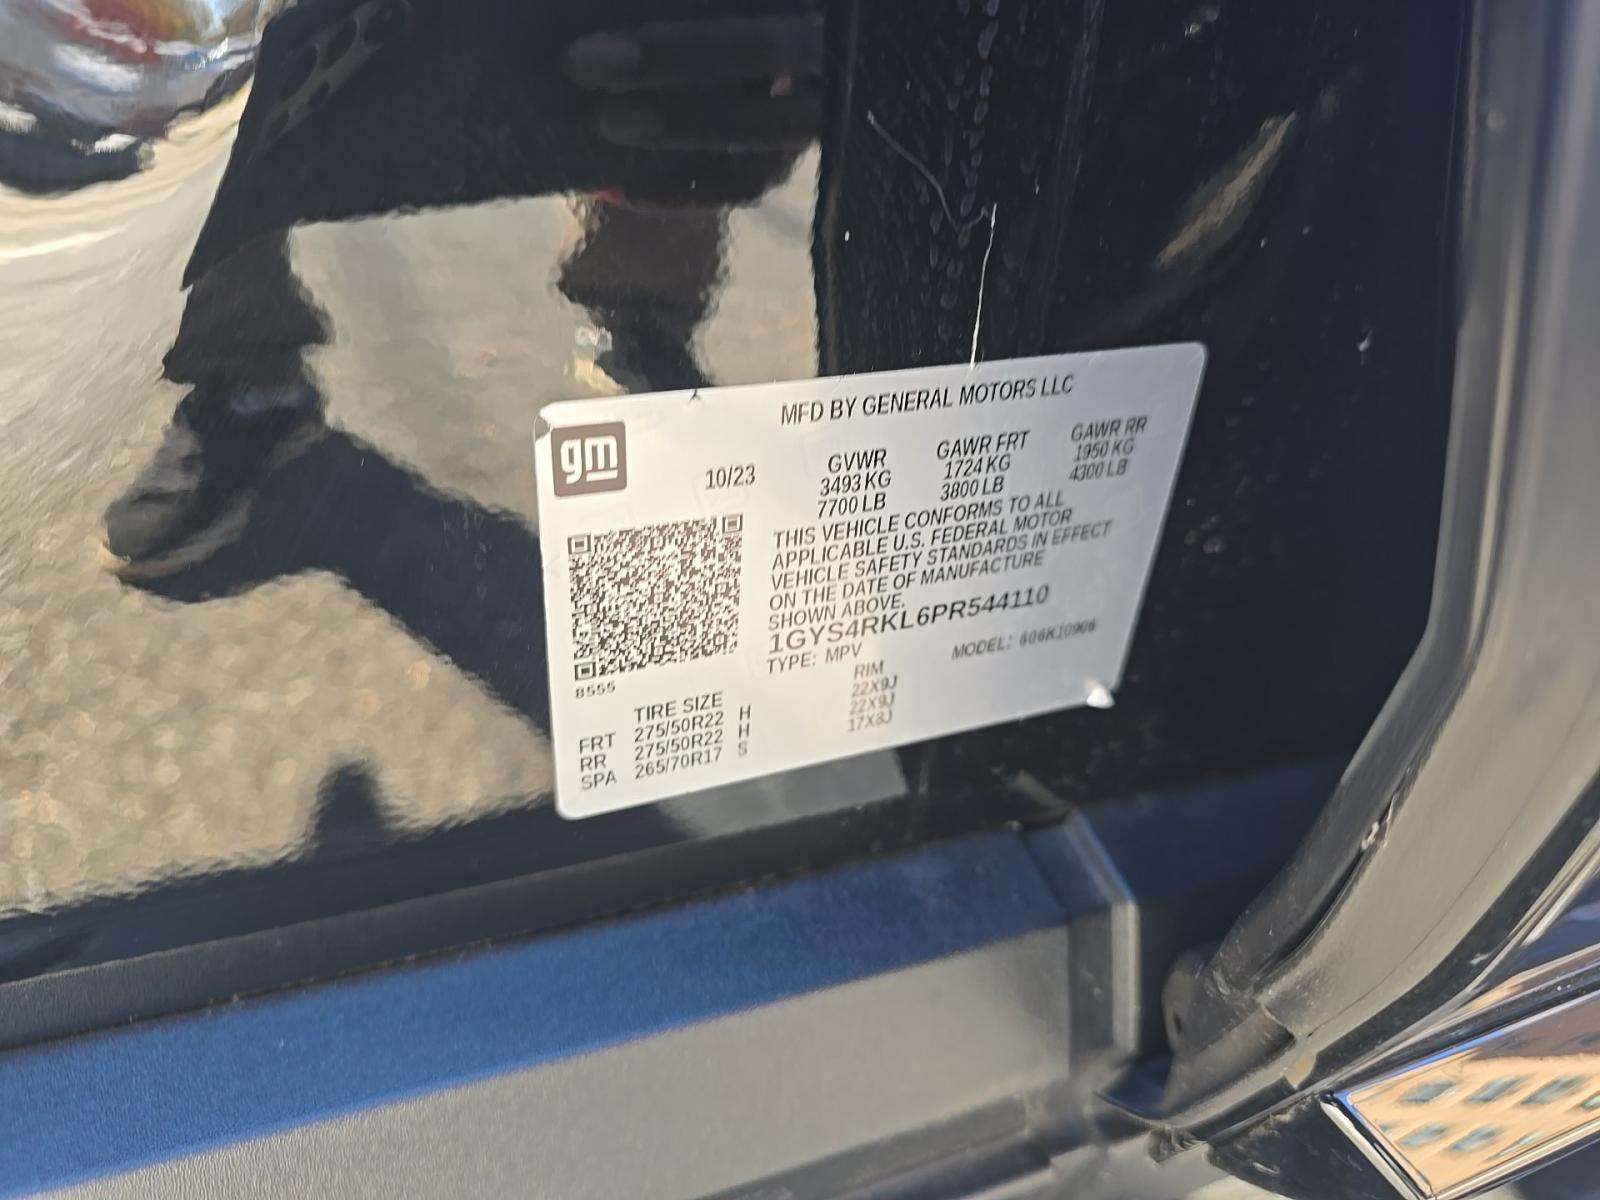 MFD BY GENERAL MOTORS LLC
gm
10/23
GVWR
3493 KG
7700 LB
GAWR FRT
1724 KG
3800 LB
GAWR RR
1950 KG
4300 LB
THIS VEHICLE CONFORMS TO ALL
APPLICABLE U.S. FEDERAL MOTOR
VEHICLE SAFETY STANDARDS IN EFFECT
ON THE DATE OF MANUFACTURE
SHOWN ABOVE.
1GYS4RKL6PR544110
TYPE: MPV MODEL: 606K10906
8555
TIRE SIZE RIM
FRT 275/50R22 H 22X9J
RR 275/50R22 H 22X9J
SPA 265/70R17 S 17X8J